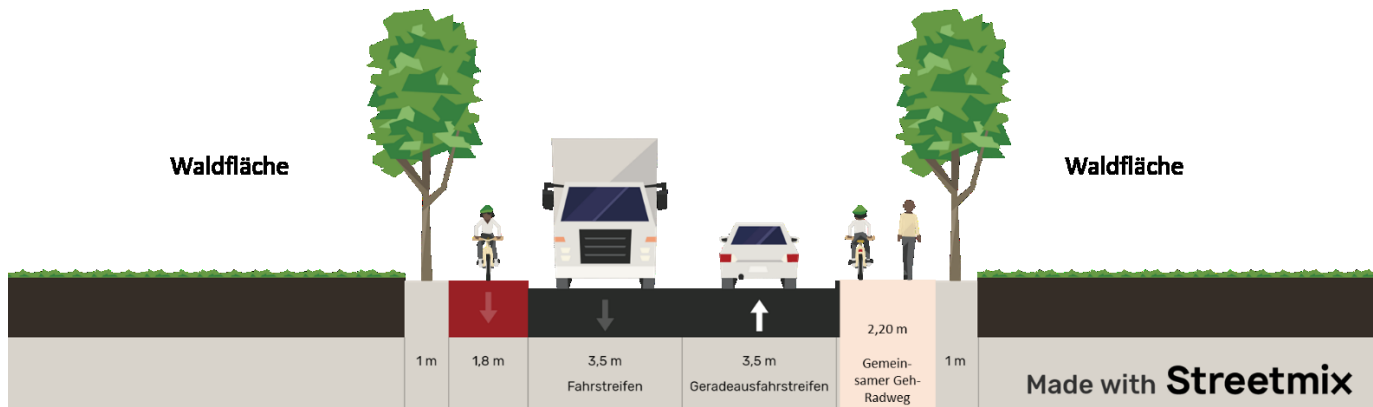 Waldfläche
Waldfläche
1 m
1,8 m
3,5 m
Fahrstreifen
3,5 m
Geradeausfahrstreifen
2,20 m
Gemein-
samer Geh-
Radweg
1 m
Made with Streetmix